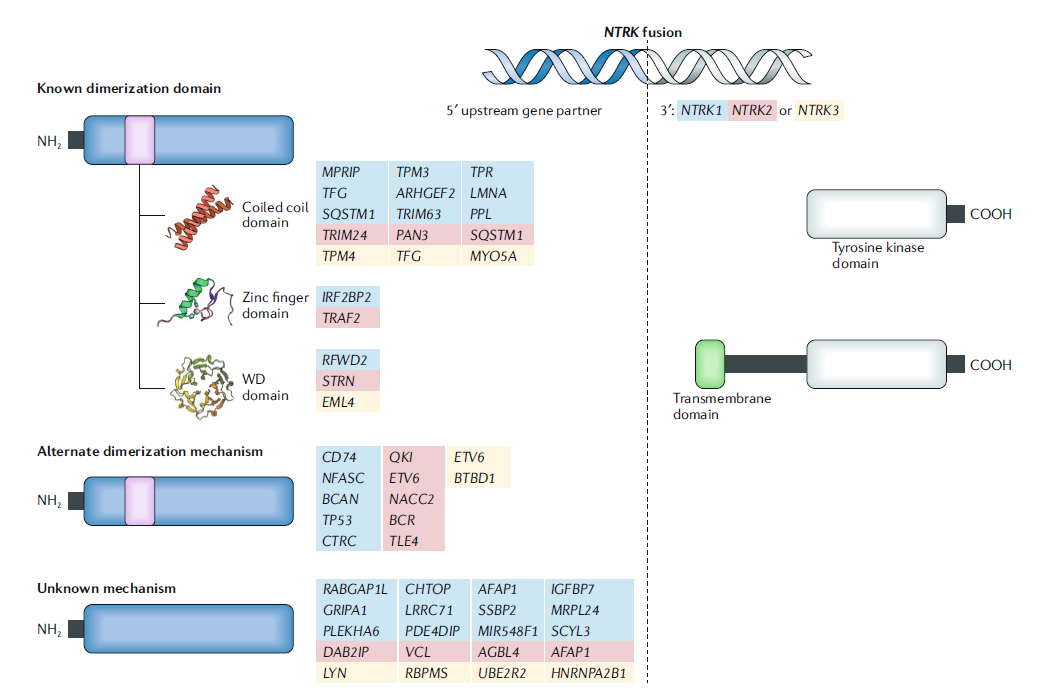 NTRK fusion
5′ upstream gene partner
3′: NTRK1 NTRK2 or NTRK3
Known dimerization domain
NH2
Coiled coil
domain
MPRIP TPM3 TPR
TFG ARHGEF2 LMNA
SQSTM1 TRIM63 PPL
TRIM24 PAN3 SQSTM1
TPM4 TFG MYO5A
Zinc finger
domain
IRF2BP2
TRAF2
WD
domain
RFWD2
STRN
EML4
COOH
Tyrosine kinase
domain
COOH
Transmembrane
domain
Alternate dimerization mechanism
NH2
CD74 QKI ETV6
NFASC ETV6 BTBD1
BCAN NACC2
TP53 BCR
CTRC TLE4
Unknown mechanism
NH2
RABGAP1L CHTOP AFAP1 IGFBP7
GRIPA1 LRRC71 SSBP2 MRPL24
PLEKHA6 PDE4DIP MIR548F1 SCYL3
DAB2IP VCL AGBL4 AFAP1
LYN RBPMS UBE2R2 HNRNPA2B1